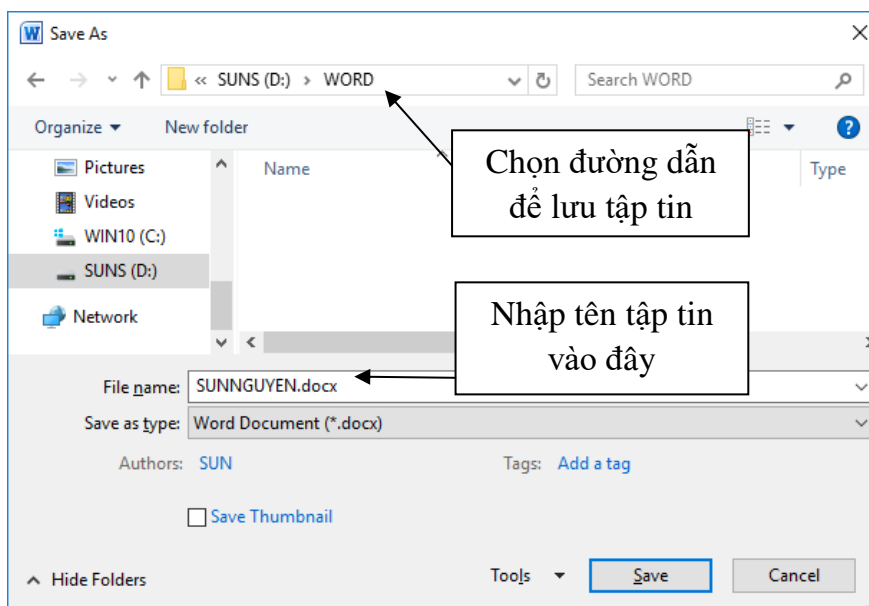 Save As
« SUNS (D:) › WORD
Search WORD
Organize
New folder
Pictures
Name
Type
Chọn đường dẫn
để lưu tập tin
Videos
WIN10 (C:)
SUNS (D:)
Network
Nhập tên tập tin
vào đây
File name: SUNNGUYEN.docx
Save as type: Word Document (*.docx)
Authors: SUN
Tags: Add a tag
Save Thumbnail
Hide Folders
Tools
Save
Cancel